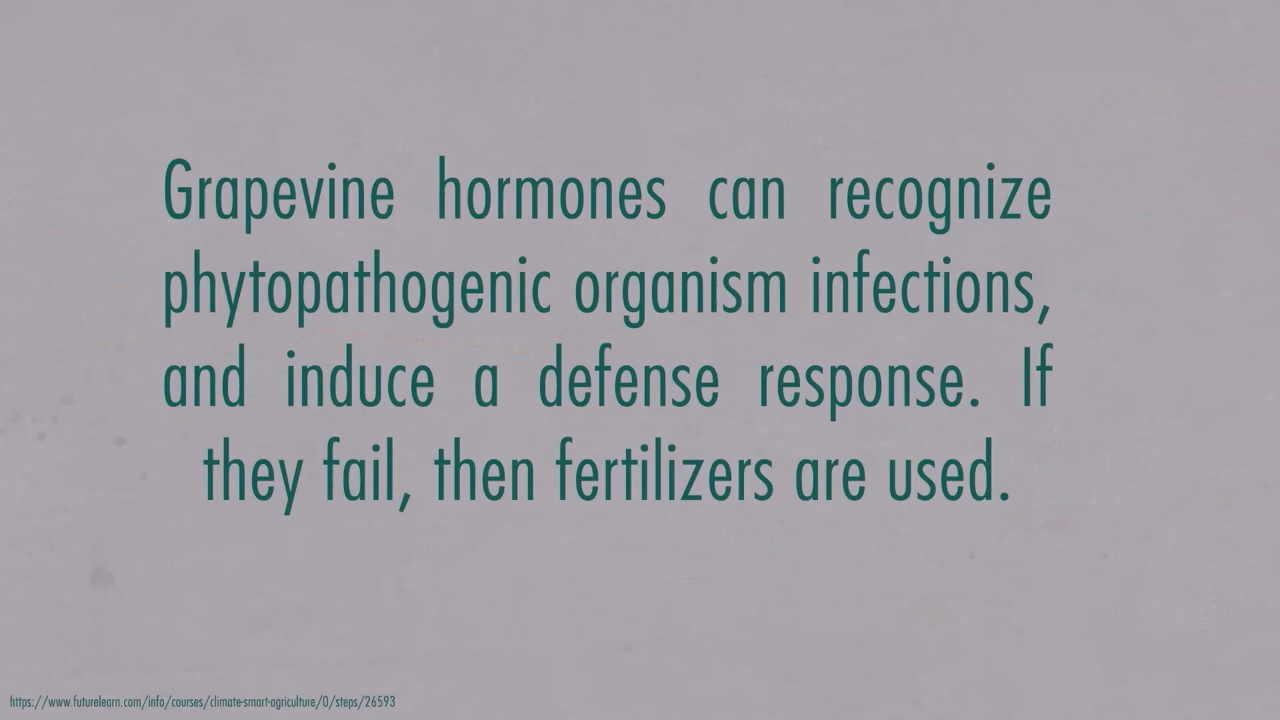 Grapevine hormones can recognize
phytopathogenic organism infections,
and induce a defense response. If
they fail, then fertilizers are used.
https://www.futurelearn.com/info/courses/climate-smart-agriculture/0/steps/26593